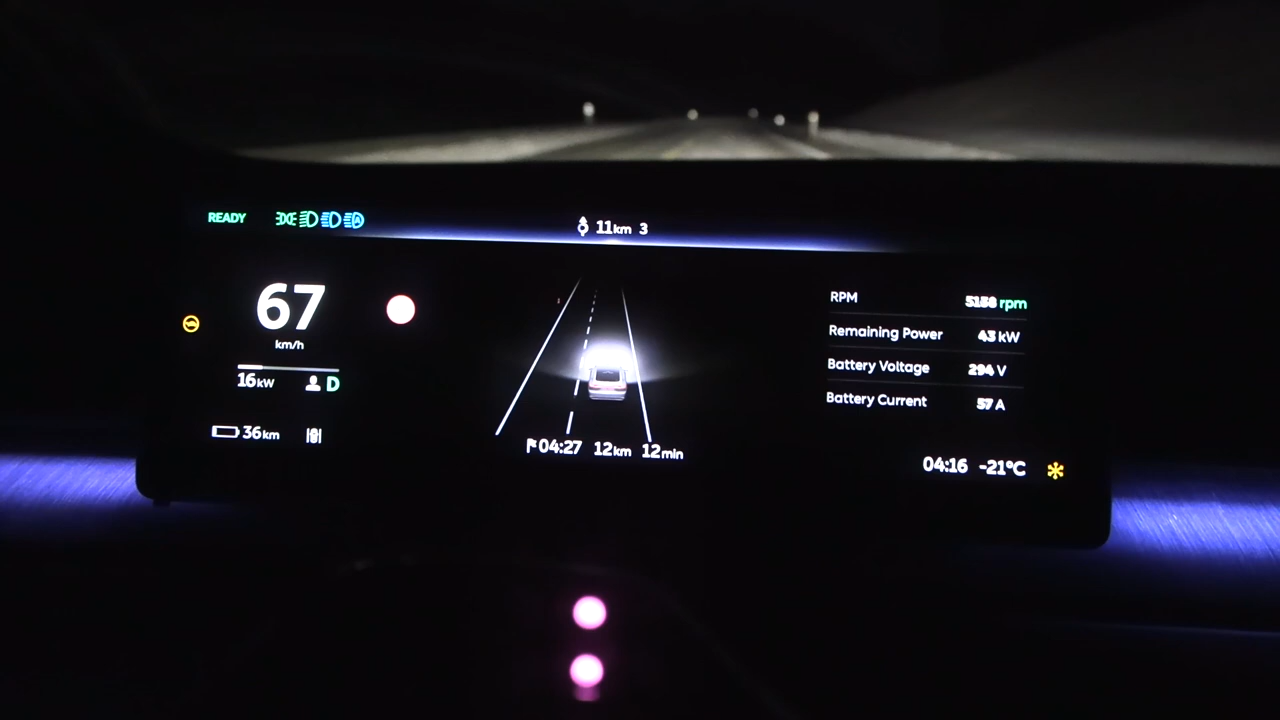 READY
11km 3
67
km/h
16kW D
36km
04:27 12km 12min
RPM 5158 rpm
Remaining Power 43 kW
Battery Voltage 294 V
Battery Current 57 A
04:16 -21°C